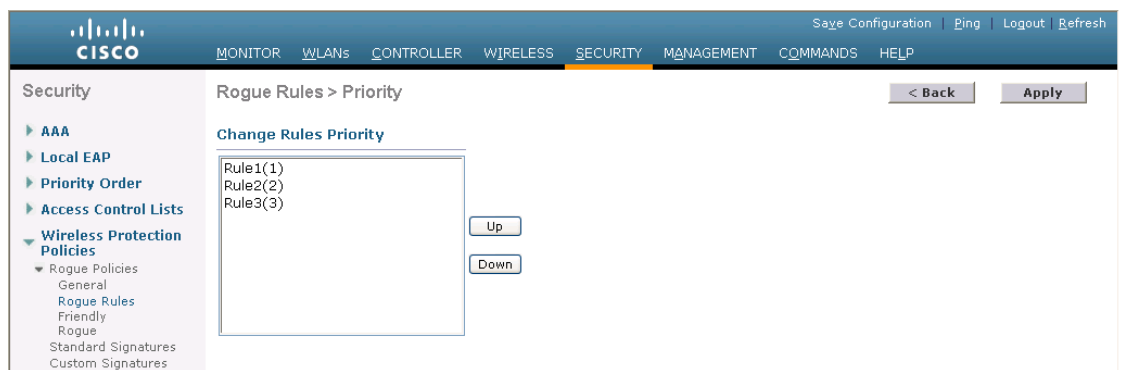 Save Configuration | Ping | Logout | Refresh
CISCO
MONITOR WLANs CONTROLLER WIRELESS SECURITY MANAGEMENT COMMANDS HELP
Security
AAA
Local EAP
Priority Order
Access Control Lists
Wireless Protection
Policies
Rogue Policies
General
Rogue Rules
Friendly
Rogue
Standard Signatures
Custom Signatures
Rogue Rules > Priority
< Back
Apply
Change Rules Priority
Rule1(1)
Rule2(2)
Rule3(3)
Up
Down